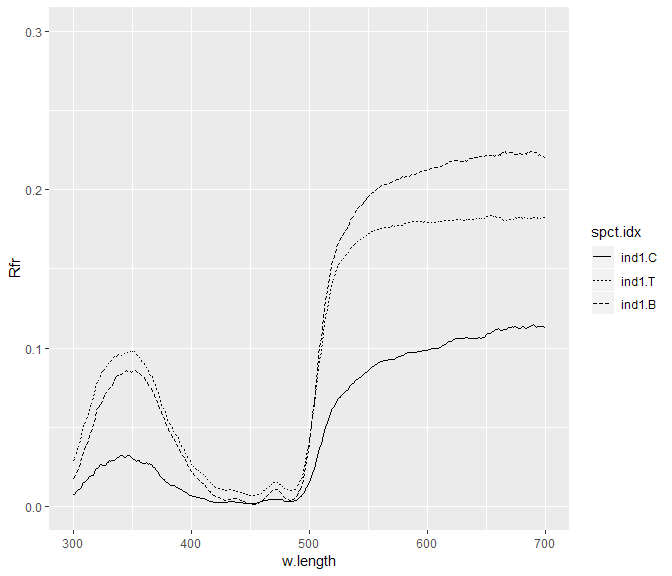 0.3
0.2
0.1
0.0
Rfr
300 400 500 600 700
w.length
spct.idx
ind1.C
ind1.T
ind1.B